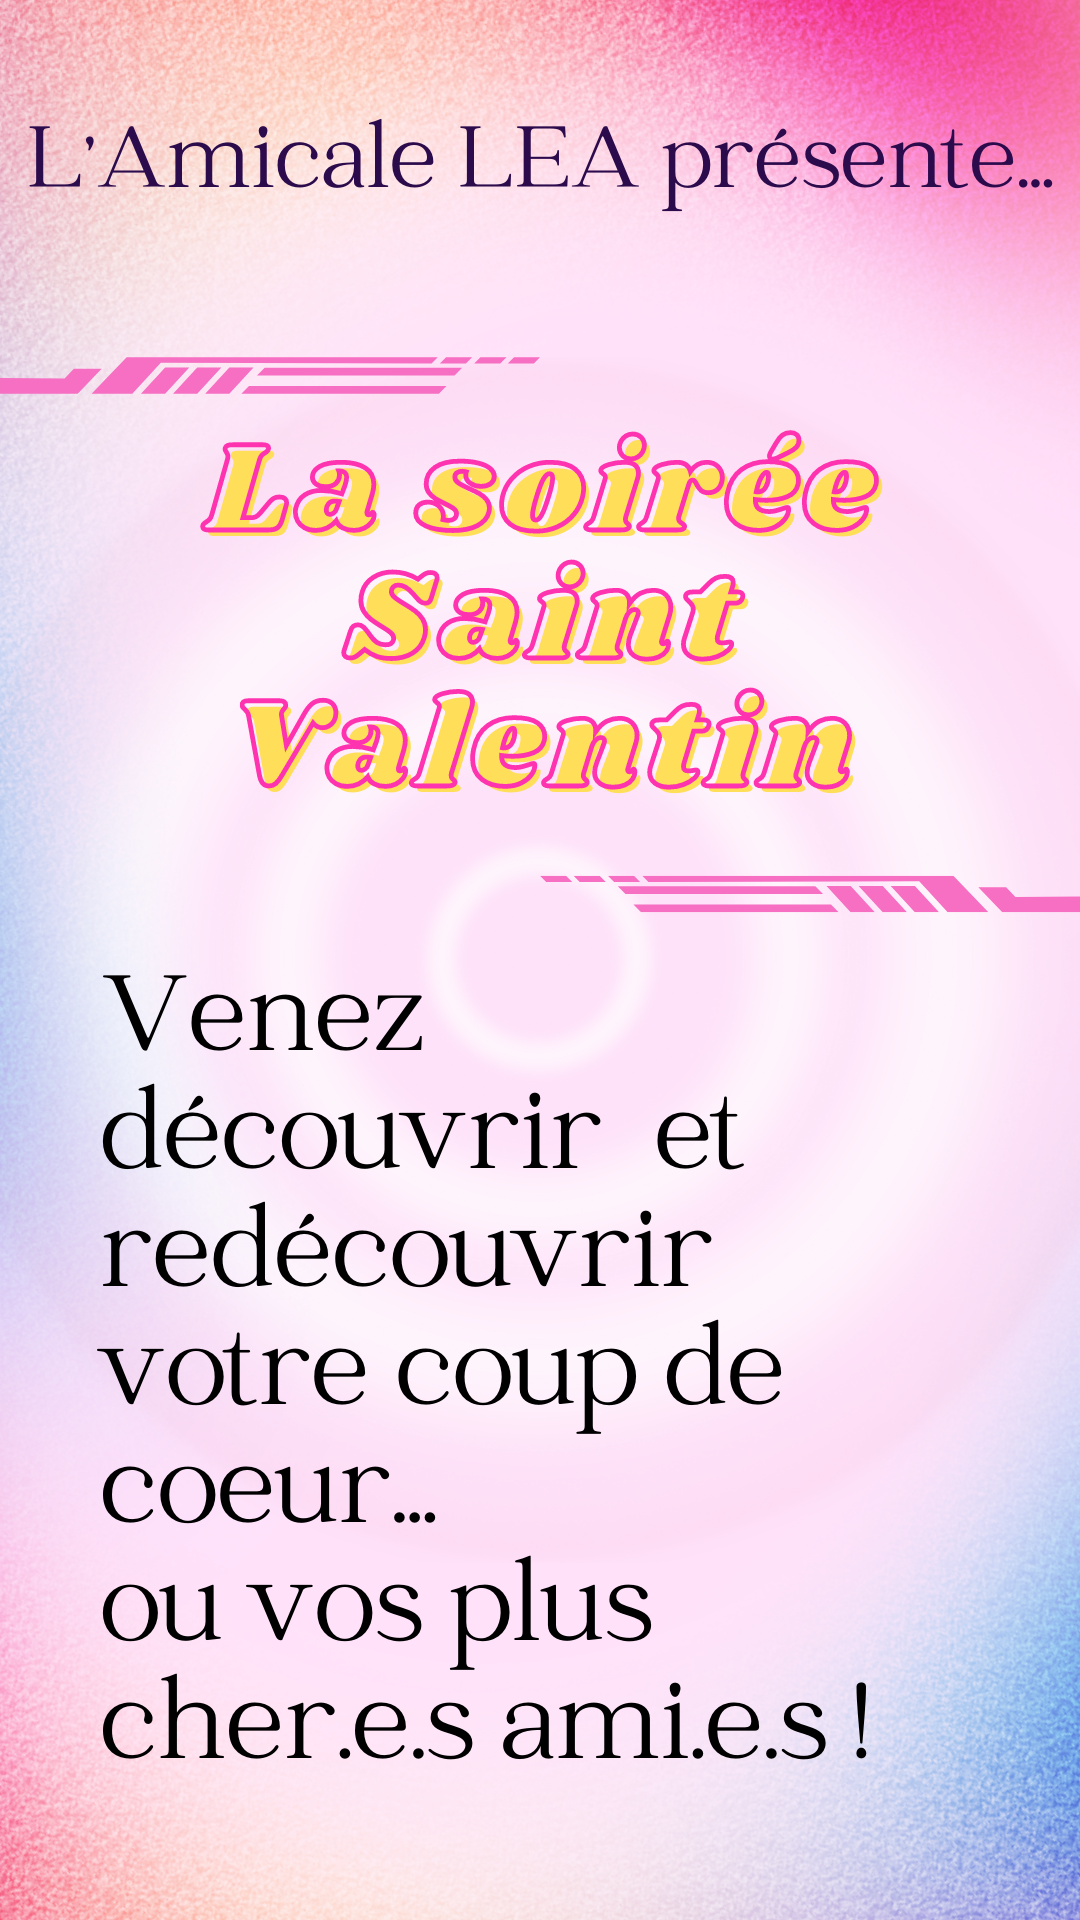 L'Amicale LEA présente...
La soirée
Saint
Valentin
Venez
découvrir  et
redécouvrir
votre coup de
coeur...
ou vos plus
cher.e.s ami.e.s !